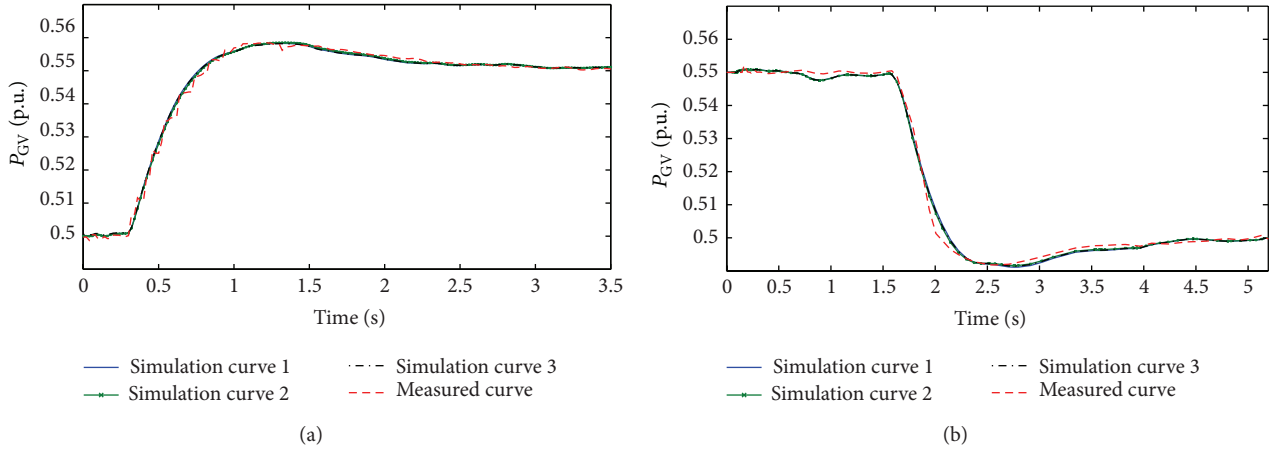 0.56
0.55
0.54
0.53
0.52
0.51
0.5
P_GV (p.u.)
0 0.5 1 1.5 2 2.5 3 3.5
Time (s)
Simulation curve 1
Simulation curve 2
Simulation curve 3
Measured curve
(a)
0.56
0.55
0.54
0.53
0.52
0.51
0.5
P_GV (p.u.)
0 0.5 1 1.5 2 2.5 3 3.5 4 4.5 5
Time (s)
Simulation curve 1
Simulation curve 2
Simulation curve 3
Measured curve
(b)